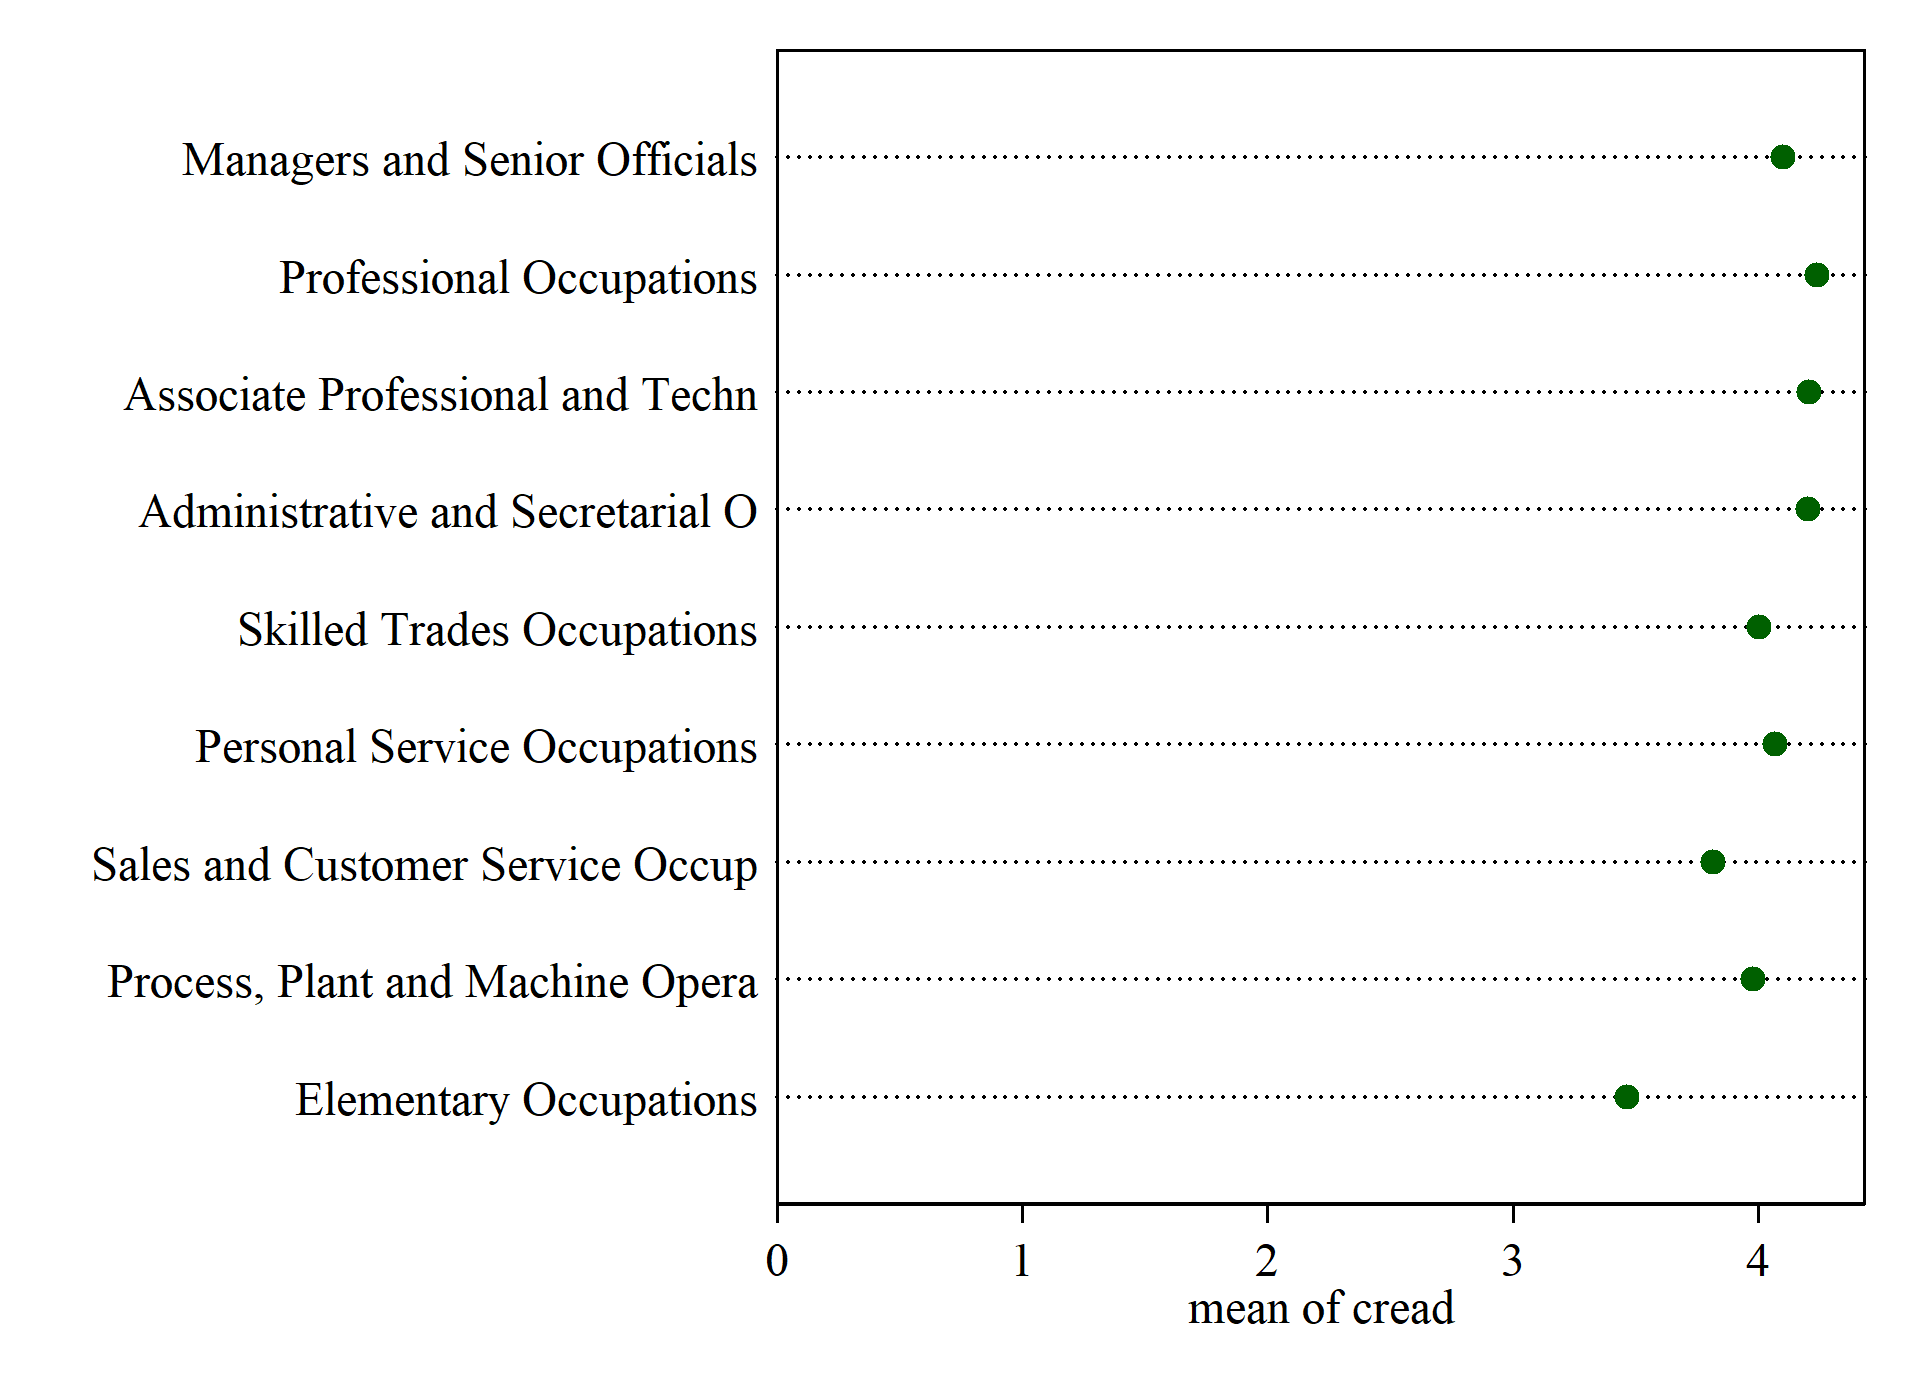 Managers and Senior Officials
Professional Occupations
Associate Professional and Techn
Administrative and Secretarial O
Skilled Trades Occupations
Personal Service Occupations
Sales and Customer Service Occup
Process, Plant and Machine Opera
Elementary Occupations
0 1 2 3 4
mean of cread